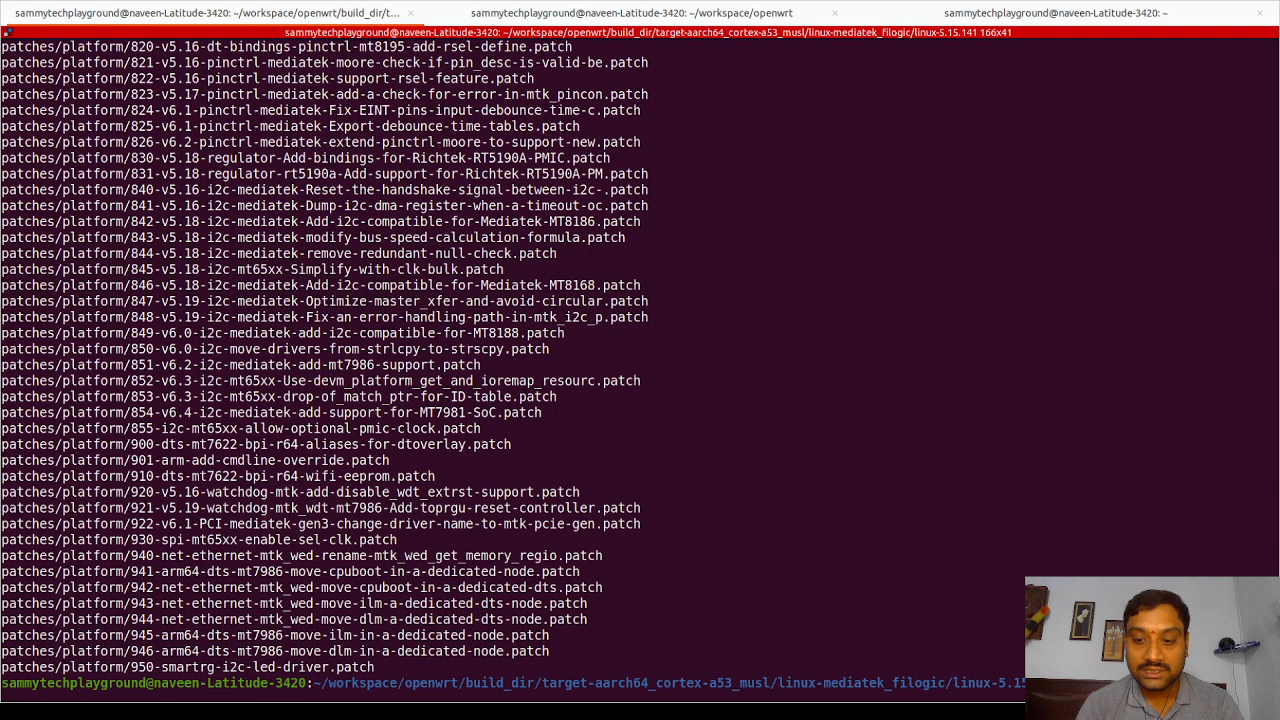 sammytechplayground@naveen-Latitude-3420: ~/workspace/openwrt/build_dir/t...
sammytechplayground@naveen-Latitude-3420: ~/workspace/openwrt
sammytechplayground@naveen-Latitude-3420: ~
sammytechplayground@naveen-Latitude-3420: ~/workspace/openwrt/build_dir/target-aarch64_cortex-a53_musl/linux-mediatek_filogic/linux-5.15.141 166x41
patches/platform/820-v5.16-dt-bindings-pinctrl-mt8195-add-rsel-define.patch
patches/platform/821-v5.16-pinctrl-mediatek-moore-check-if-pin_desc-is-valid-be.patch
patches/platform/822-v5.16-pinctrl-mediatek-support-rsel-feature.patch
patches/platform/823-v5.17-pinctrl-mediatek-add-a-check-for-error-in-mtk_pincon.patch
patches/platform/824-v6.1-pinctrl-mediatek-Fix-EINT-pins-input-debounce-time-c.patch
patches/platform/825-v6.1-pinctrl-mediatek-Export-debounce-time-tables.patch
patches/platform/826-v6.2-pinctrl-mediatek-extend-pinctrl-moore-to-support-new.patch
patches/platform/830-v5.18-regulator-Add-bindings-for-Richtek-RT5190A-PMIC.patch
patches/platform/831-v5.18-regulator-rt5190a-Add-support-for-Richtek-RT5190A-PM.patch
patches/platform/840-v5.16-i2c-mediatek-Reset-the-handshake-signal-between-i2c-.patch
patches/platform/841-v5.16-i2c-mediatek-Dump-i2c-dma-register-when-a-timeout-oc.patch
patches/platform/842-v5.18-i2c-mediatek-Add-i2c-compatible-for-Mediatek-MT8186.patch
patches/platform/843-v5.18-i2c-mediatek-modify-bus-speed-calculation-formula.patch
patches/platform/844-v5.18-i2c-mediatek-remove-redundant-null-check.patch
patches/platform/845-v5.18-i2c-mt65xx-Simplify-with-clk-bulk.patch
patches/platform/846-v5.18-i2c-mediatek-Add-i2c-compatible-for-Mediatek-MT8168.patch
patches/platform/847-v5.19-i2c-mediatek-Optimize-master_xfer-and-avoid-circular.patch
patches/platform/848-v5.19-i2c-mediatek-Fix-an-error-handling-path-in-mtk_i2c_p.patch
patches/platform/849-v6.0-i2c-mediatek-add-i2c-compatible-for-MT8188.patch
patches/platform/850-v6.0-i2c-move-drivers-from-strlcpy-to-strscpy.patch
patches/platform/851-v6.2-i2c-mediatek-add-mt7986-support.patch
patches/platform/852-v6.3-i2c-mt65xx-Use-devm_platform_get_and_ioremap_resourc.patch
patches/platform/853-v6.3-i2c-mt65xx-drop-of_match_ptr-for-ID-table.patch
patches/platform/854-v6.4-i2c-mediatek-add-support-for-MT7981-SoC.patch
patches/platform/855-i2c-mt65xx-allow-optional-pmic-clock.patch
patches/platform/900-dts-mt7622-bpi-r64-aliases-for-dtoverlay.patch
patches/platform/901-arm-add-cmdline-override.patch
patches/platform/910-dts-mt7622-bpi-r64-wifi-eeprom.patch
patches/platform/920-v5.16-watchdog-mtk-add-disable_wdt_extrst-support.patch
patches/platform/921-v5.19-watchdog-mtk_wdt-mt7986-Add-toprgu-reset-controller.patch
patches/platform/922-v6.1-PCI-mediatek-gen3-change-driver-name-to-mtk-pcie-gen.patch
patches/platform/930-spi-mt65xx-enable-sel-clk.patch
patches/platform/940-net-ethernet-mtk_wed-rename-mtk_wed_get_memory_regio.patch
patches/platform/941-arm64-dts-mt7986-move-cpuboot-in-a-dedicated-node.patch
patches/platform/942-net-ethernet-mtk_wed-move-cpuboot-in-a-dedicated-dts.patch
patches/platform/943-net-ethernet-mtk_wed-move-ilm-a-dedicated-dts-node.patch
patches/platform/944-net-ethernet-mtk_wed-move-dlm-a-dedicated-dts-node.patch
patches/platform/945-arm64-dts-mt7986-move-ilm-in-a-dedicated-node.patch
patches/platform/946-arm64-dts-mt7986-move-dlm-in-a-dedicated-node.patch
patches/platform/950-smartrg-i2c-led-driver.patch
sammytechplayground@naveen-Latitude-3420:~/workspace/openwrt/build_dir/target-aarch64_cortex-a53_musl/linux-mediatek_filogic/linux-5.15